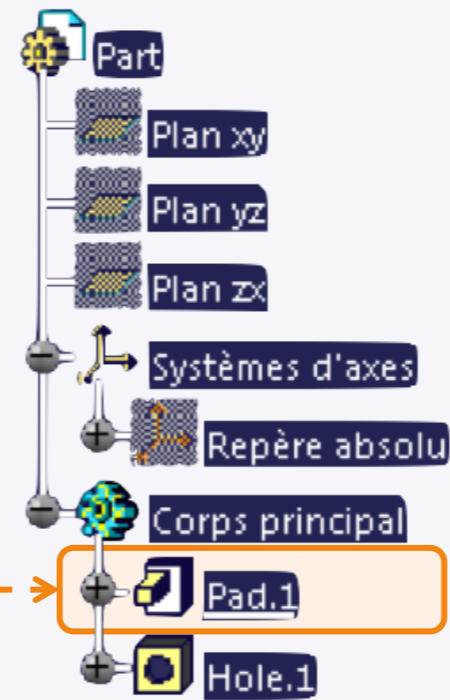 Part
Plan xy
Plan yz
Plan zx
Systèmes d'axes
Repère absolu
Corps principal
Pad.1
Hole.1